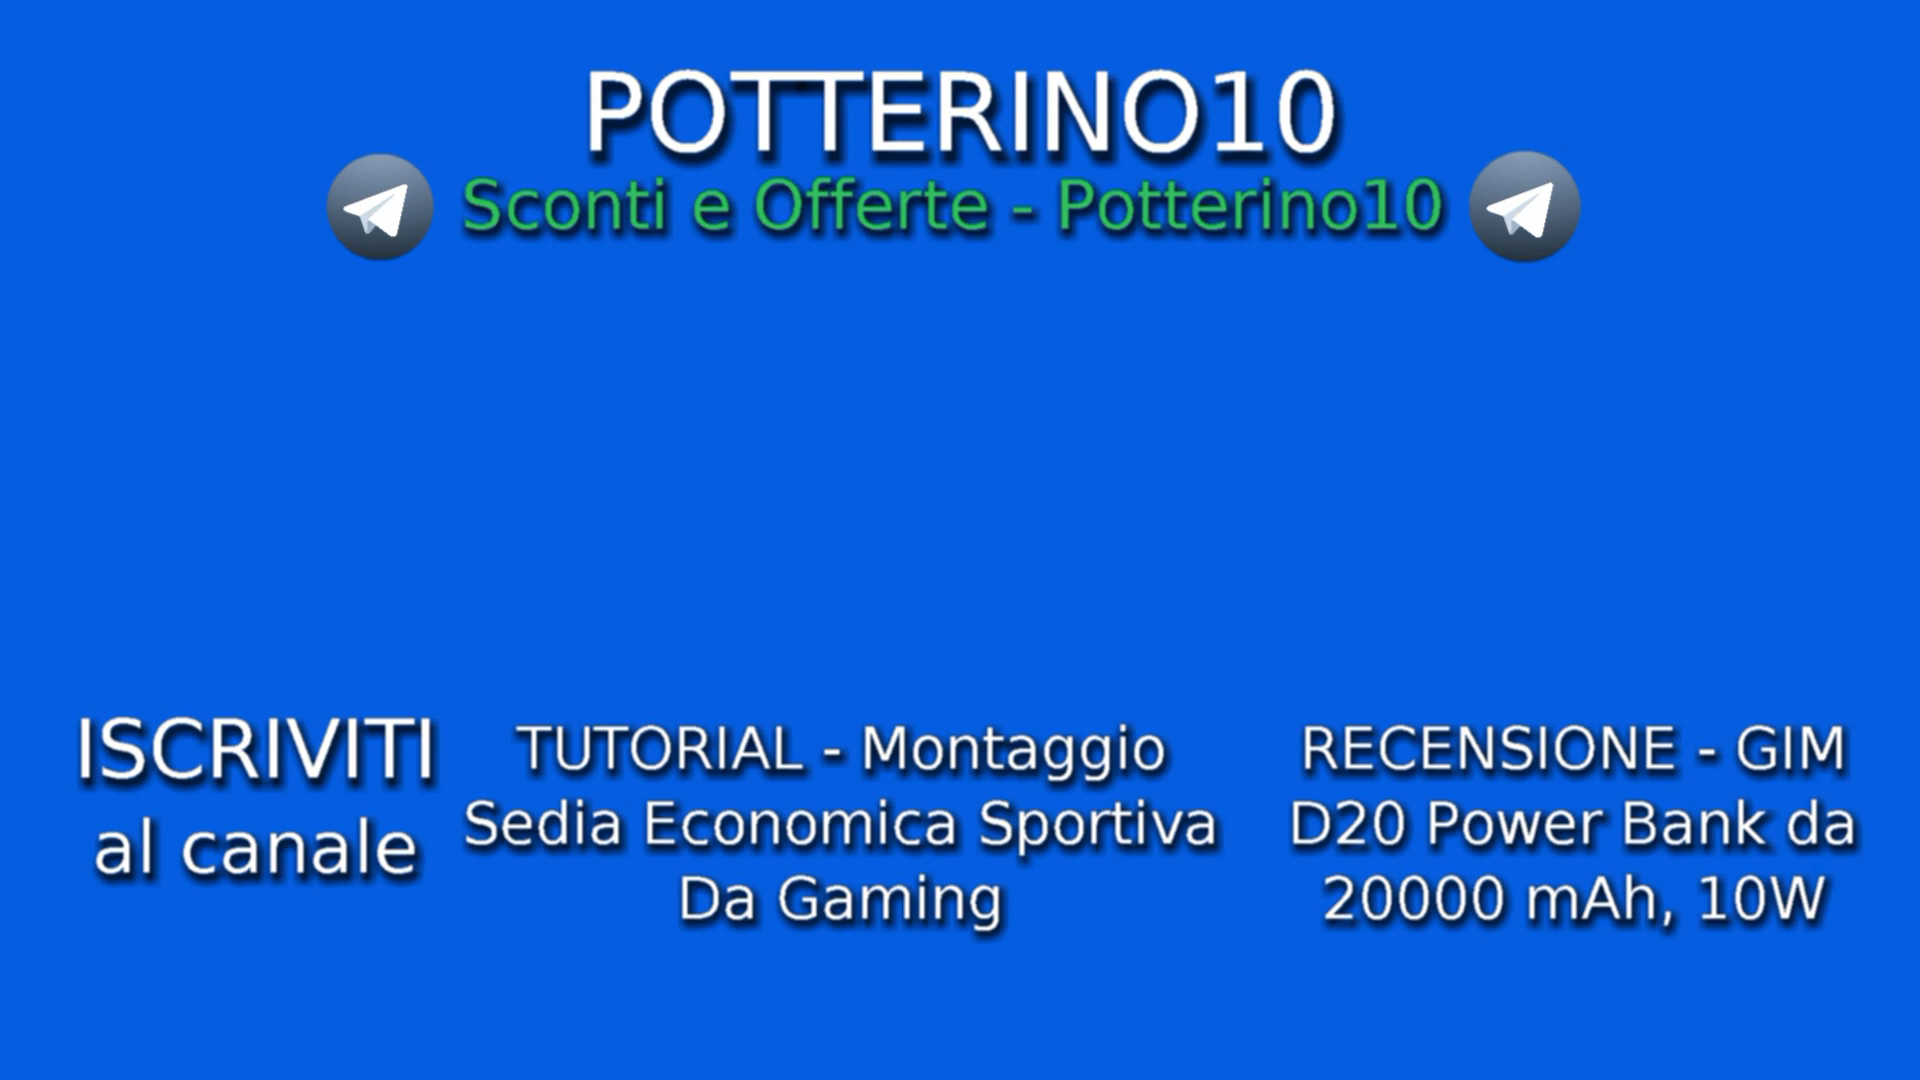 POTTERINO10
Sconti e Offerte - Potterino10
ISCRIVITI
al canale
TUTORIAL - Montaggio
Sedia Economica Sportiva
Da Gaming
RECENSIONE - GIM
D20 Power Bank da
20000 mAh, 10W